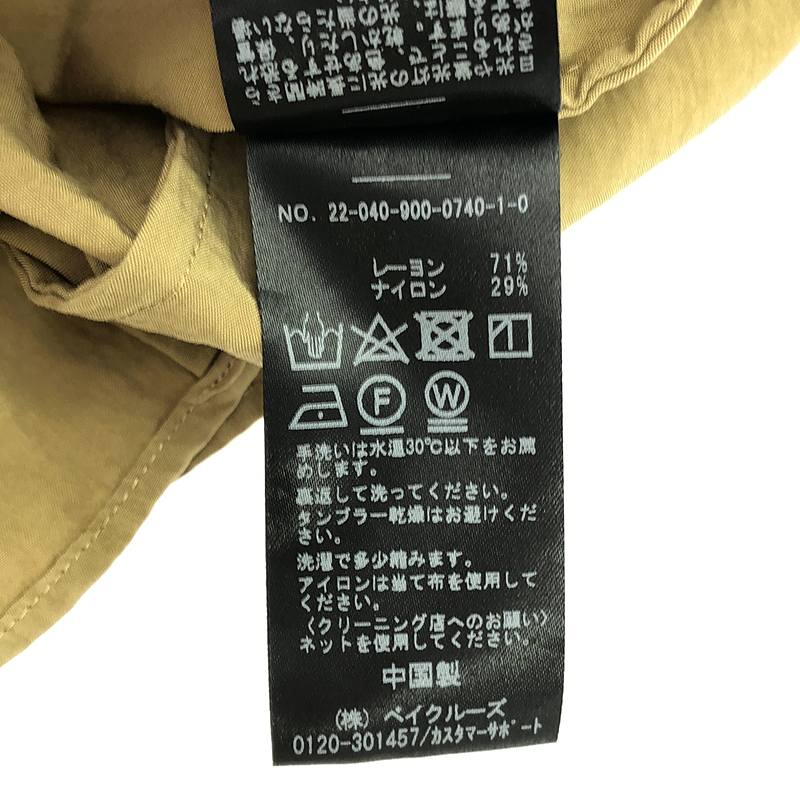 NO. 22-040-900-0740-1-0
レーヨン 71%
ナイロン 29%
F W
手洗いは水温30℃以下をお薦
めします。
裏返して洗ってください。
タンブラー乾燥はお避けくだ
さい。
洗濯で多少縮みます。
アイロンは当て布を使用して
ください。
〈クリーニング店へのお願い〉
ネットを使用してください。
中国製
(株) ベイクルーズ
0120-301457/カスタマーサポート